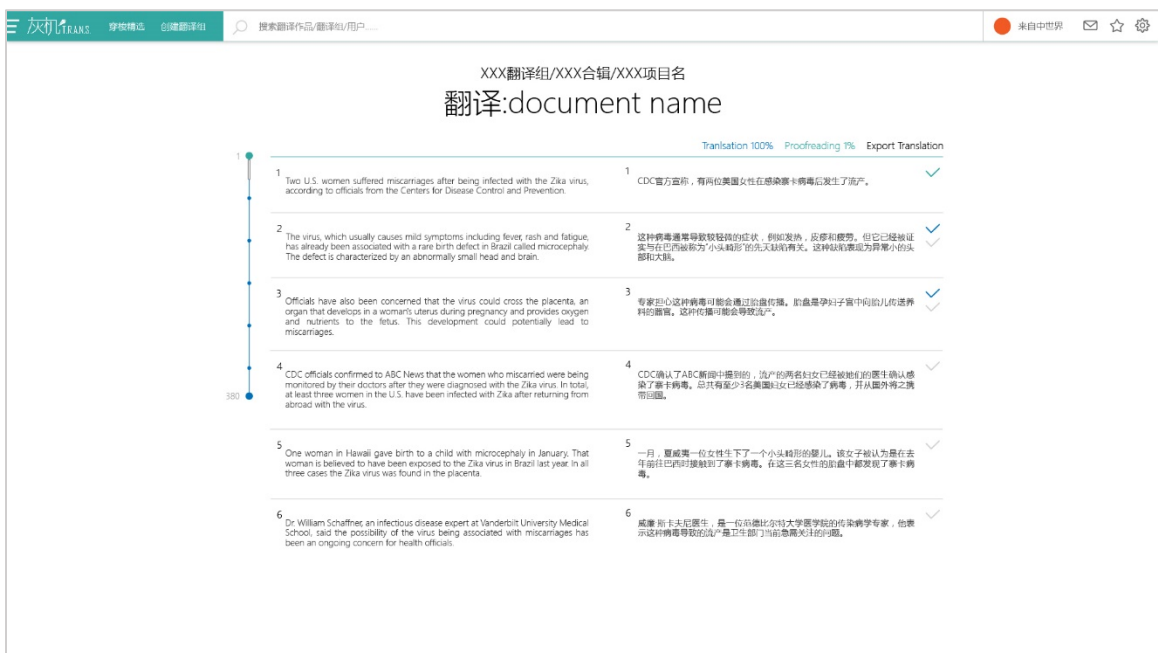 灰机TRANS 穿梭精选 创建翻译组 搜索翻译作品/翻译组/用户...... 来自中世界
XXX翻译组/XXX合辑/XXX项目名
翻译:document name
Tranlsation 100% Proofreading 1% Export Translation
1
380
1
Two U.S. women suffered miscarriages after being infected with the Zika virus,
according to officials from the Centers for Disease Control and Prevention.
1
CDC官方宣称，有两位美国女性在感染寨卡病毒后发生了流产。
2
The virus, which usually causes mild symptoms including fever, rash and fatigue,
has already been associated with a rare birth defect in Brazil called microcephaly.
The defect is characterized by an abnormally small head and brain.
2
这种病毒通常导致较轻微的症状，例如发热，皮疹和疲劳。但它已经被证
实与在巴西被称为“小头畸形”的先天缺陷有关。这种缺陷表现为异常小的头
部和大脑。
3
Officials have also been concerned that the virus could cross the placenta, an
organ that develops in a woman's uterus during pregnancy and provides oxygen
and nutrients to the fetus. This development could potentially lead to
miscarriages.
3
专家担心这种病毒可能会通过胎盘传播。胎盘是孕妇子宫中向胎儿传送养
料的器官。这种传播可能会导致流产。
4
CDC officials confirmed to ABC News that the women who miscarried were being
monitored by their doctors after they were diagnosed with the Zika virus. In total,
at least three women in the U.S. have been infected with Zika after returning from
abroad with the virus.
4
CDC确认了ABC新闻中提到的，流产的两名妇女已经被她们的医生确认感
染了寨卡病毒。总共有至少3名美国妇女已经感染了病毒，并从国外将之携
带回国。
5
One woman in Hawaii gave birth to a child with microcephaly in January. That
woman is believed to have been exposed to the Zika virus in Brazil last year. In all
three cases the Zika virus was found in the placenta.
5
一月，夏威夷一位女性生下了一个小头畸形的婴儿。该女子被认为是在去
年前往巴西时接触到了寨卡病毒。在这三名女性的胎盘中都发现了寨卡病
毒。
6
Dr. William Schaffner, an infectious disease expert at Vanderbilt University Medical
School, said the possibility of the virus being associated with miscarriages has
been an ongoing concern for health officials.
6
威廉·斯卡夫尼医生，是一位范德比尔特大学医学院的传染病学专家，他表
示这种病毒导致的流产是卫生部门当前急需关注的问题。